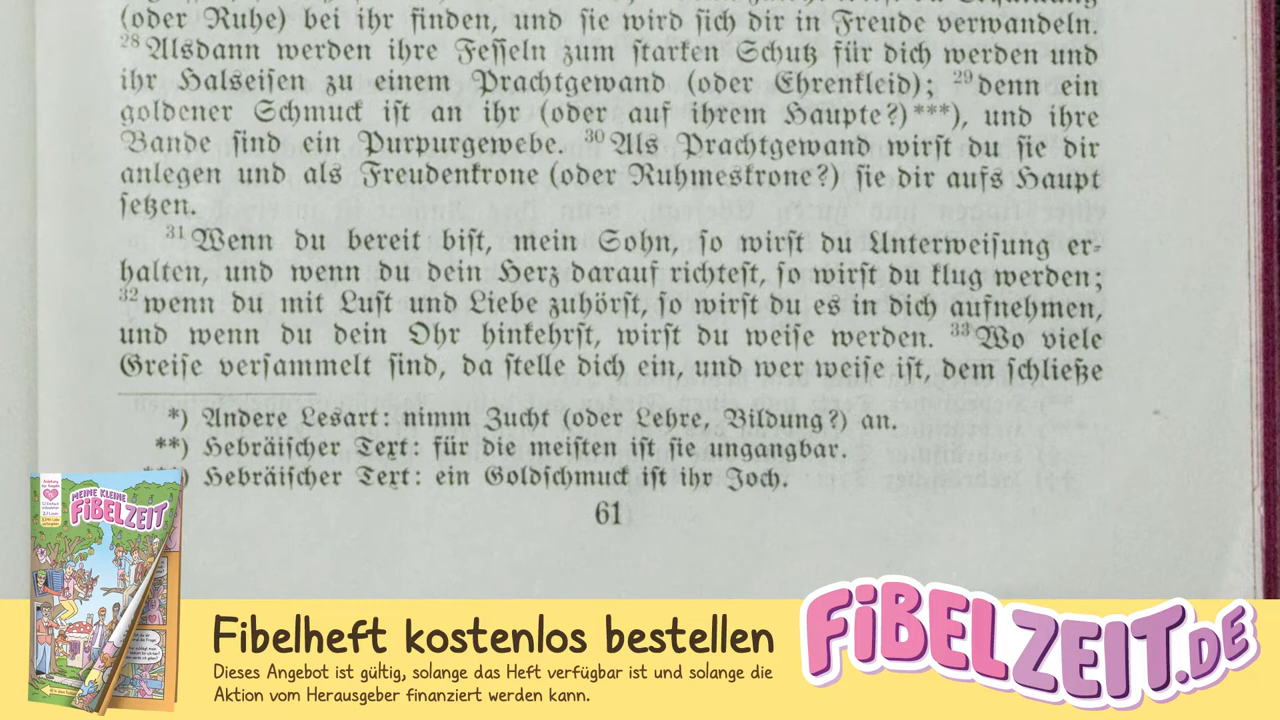 (oder Ruhe) bei ihr finden, und sie wird sich dir in Freude verwandeln.
28 Alsdann werden ihre Fesseln zum starken Schutz für dich werden und
ihr Halseisen zu einem Prachtgewand (oder Ehrenkleid); 29 denn ein
goldener Schmuck ist an ihr (oder auf ihrem Haupte?)***), und ihre
Bande sind ein Purpurgewebe. 30 Als Prachtgewand wirst du sie dir
anlegen und als Freudenkrone (oder Ruhmeskrone?) sie dir aufs Haupt
setzen.
31 Wenn du bereit bist, mein Sohn, so wirst du Unterweisung er-
halten, und wenn du dein Herz darauf richtest, so wirst du klug werden;
32 wenn du mit Lust und Liebe zuhörst, so wirst du es in dich aufnehmen,
und wenn du dein Ohr hinkehrst, wirst du weise werden. 33 Wo viele
Greise versammelt sind, da stelle dich ein, und wer weise ist, dem schließe
*) Andere Lesart: nimm Zucht (oder Lehre, Bildung?) an.
**) Hebräischer Text: für die meisten ist sie ungangbar.
) Hebräischer Text: ein Goldschmuck ist ihr Joch.
61
MEINE KLEINE
FIBELZEIT
Fibelheft kostenlos bestellen
Dieses Angebot ist gültig, solange das Heft verfügbar ist und solange die
Aktion vom Herausgeber finanziert werden kann.
FIBELZEIT.DE